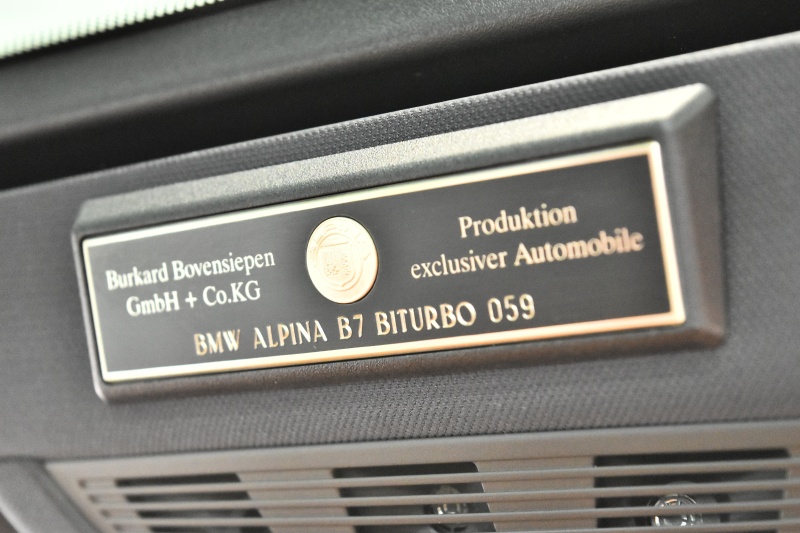 Burkard Bovensiepen
GmbH + Co.KG
Produktion
exclusiver Automobile
BMW ALPINA B7 BITURBO 059